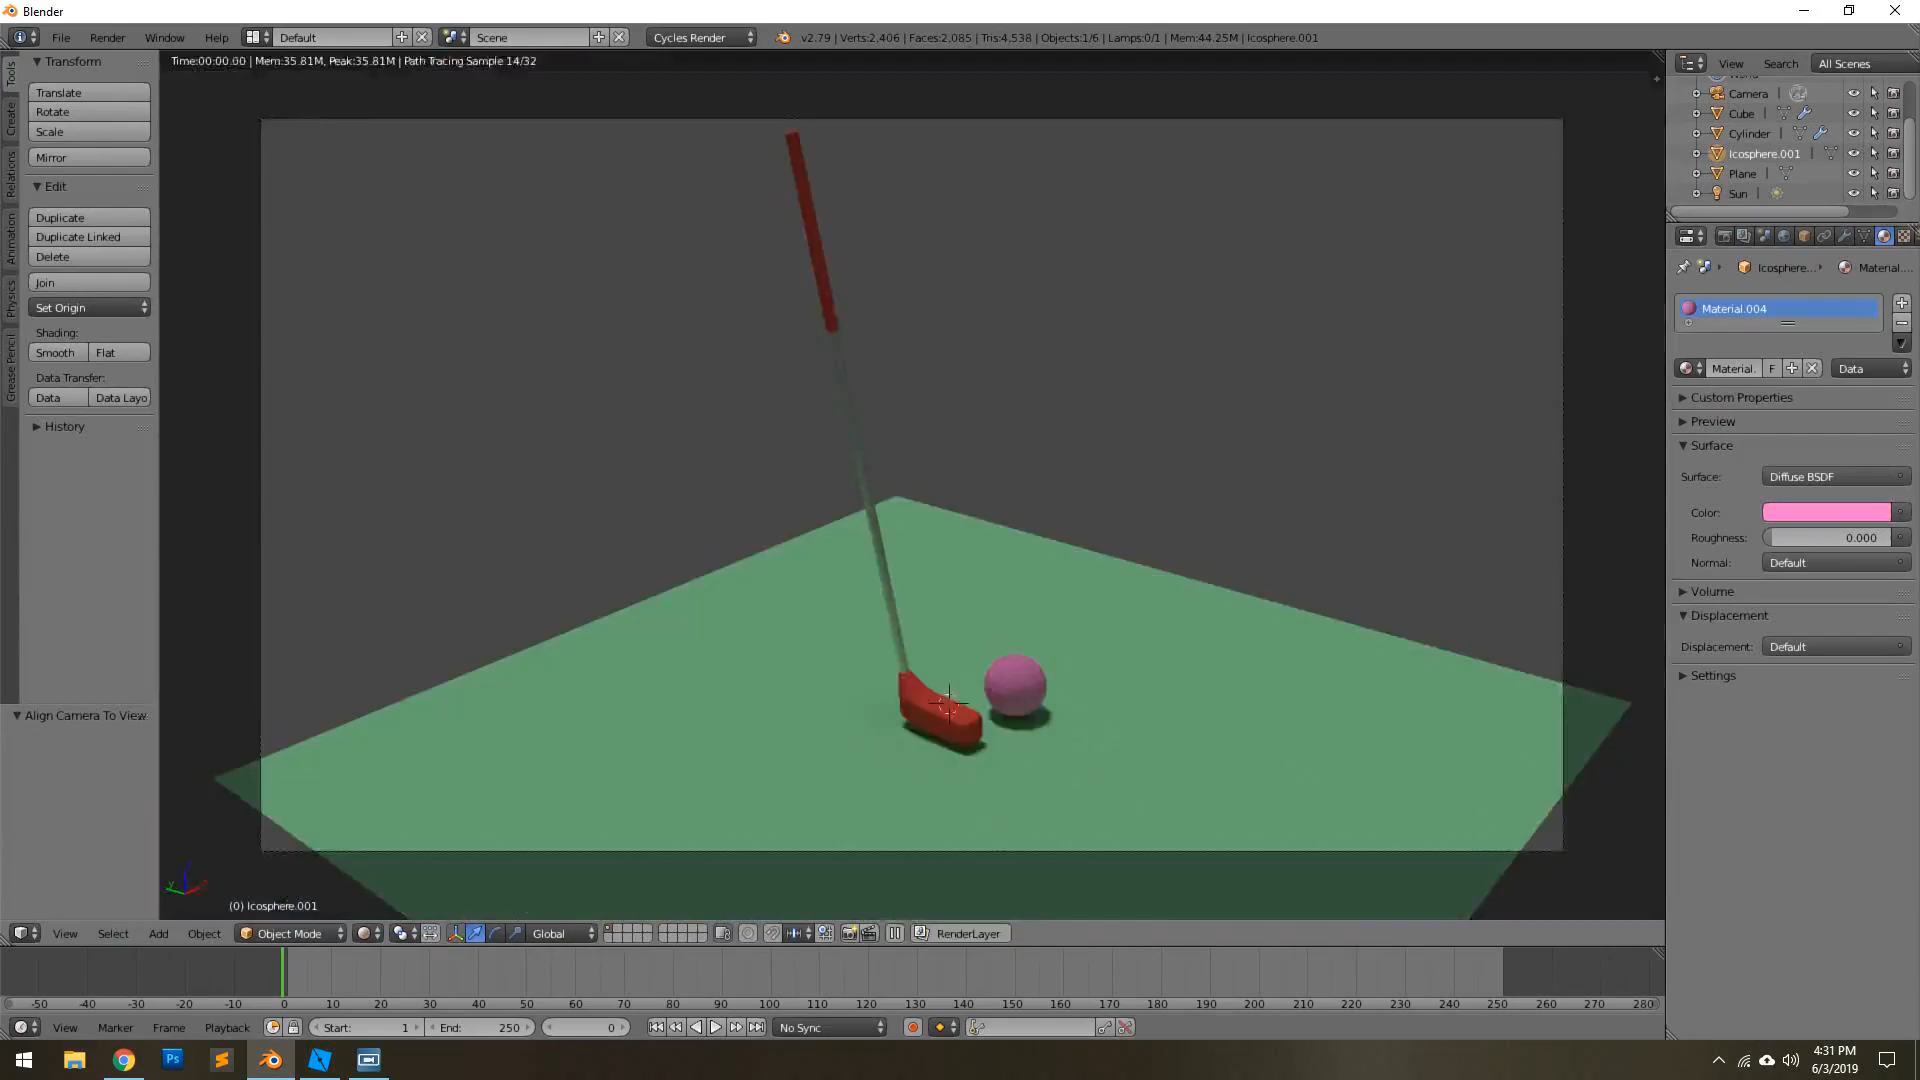 Blender
File Render Window Help Default Scene Cycles Render v2.79 | Verts:2,406 | Faces:2,085 | Tris:4,538 | Objects:1/6 | Lamps:0/1 | Mem:44.25M | Icosphere.001
Time:00:00.00 | Mem:35.81M, Peak:35.81M | Path Tracing Sample 14/32
Tools
Create
Relations
Animation
Physics
Grease Pencil
Transform
Translate
Rotate
Scale
Mirror
Edit
Duplicate
Duplicate Linked
Delete
Join
Set Origin
Shading:
Smooth Flat
Data Transfer:
Data Data Layo
History
Align Camera To View
(0) Icosphere.001
View Search All Scenes
Camera
Cube
Cylinder
Icosphere.001
Plane
Sun
Icosphere... Material....
Material.004
Material. F Data
Custom Properties
Preview
Surface
Surface: Diffuse BSDF
Color:
Roughness: 0.000
Normal: Default
Volume
Displacement
Displacement: Default
Settings
View Select Add Object Object Mode Global RenderLayer
-50 -40 -30 -20 -10 0 10 20 30 40 50 60 70 80 90 100 110 120 130 140 150 160 170 180 190 200 210 220 230 240 250 260 270 280
View Marker Frame Playback Start: 1 End: 250 0 No Sync
Ps
4:31 PM
6/3/2019